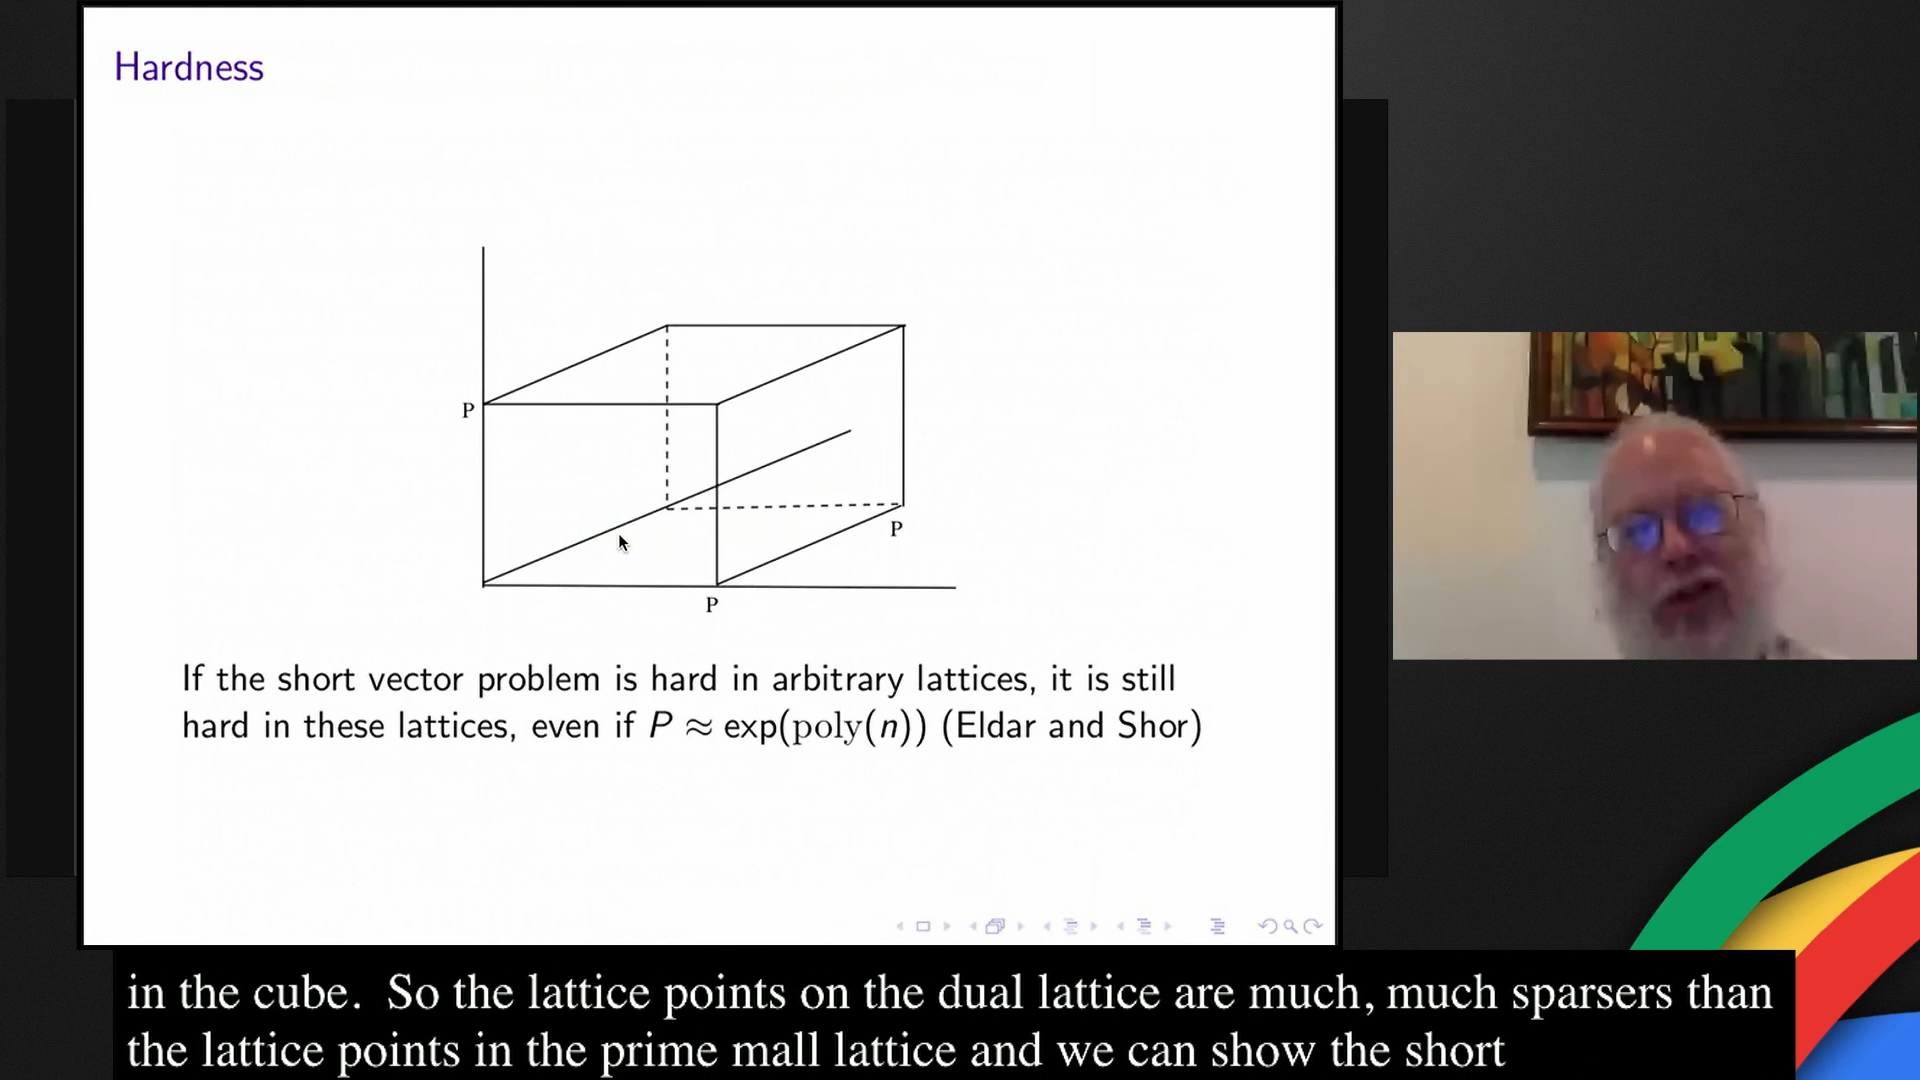 Hardness
P
P
P
If the short vector problem is hard in arbitrary lattices, it is still
hard in these lattices, even if P ≈ exp(poly(n)) (Eldar and Shor)
in the cube. So the lattice points on the dual lattice are much, much sparsers than
the lattice points in the prime mall lattice and we can show the short